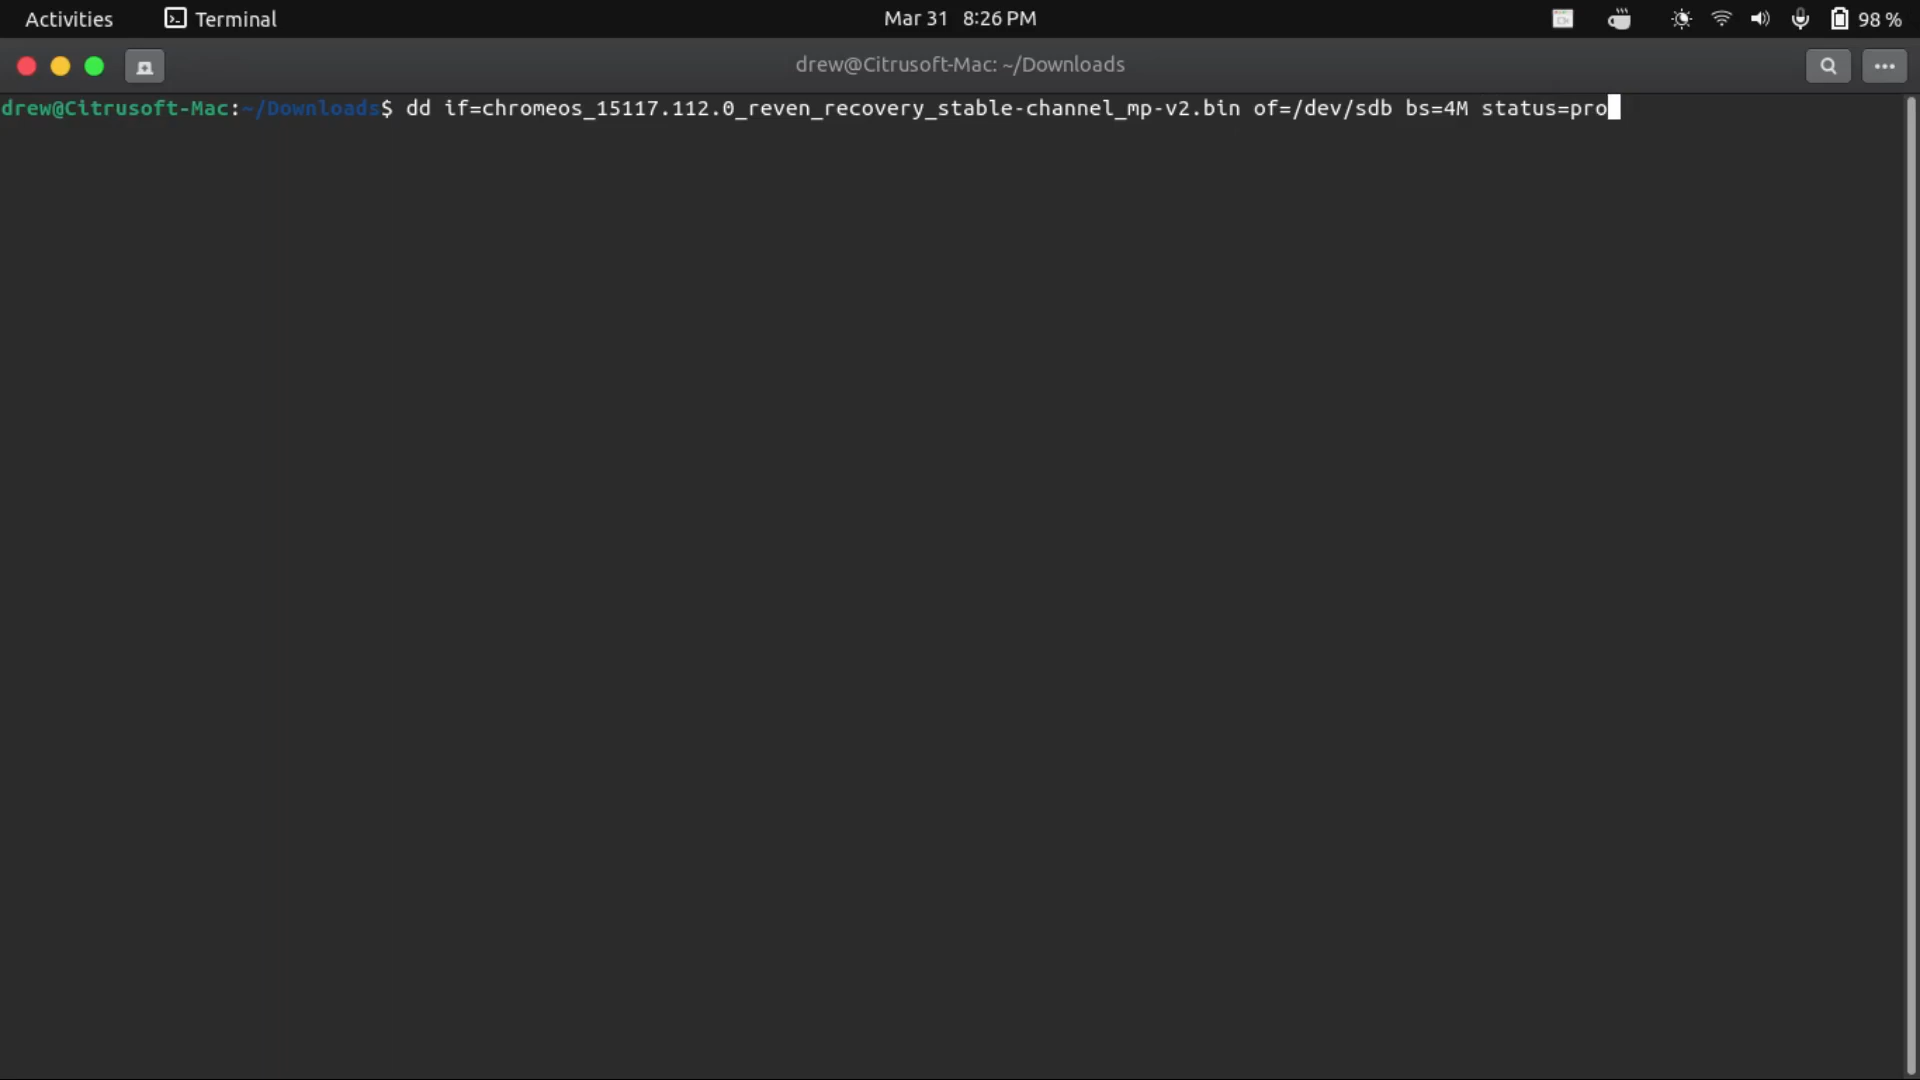 Activities Terminal Mar 31 8:26 PM 98 %
drew@Citrusoft-Mac: ~/Downloads
drew@Citrusoft-Mac:~/Downloads$ dd if=chromeos_15117.112.0_reven_recovery_stable-channel_mp-v2.bin of=/dev/sdb bs=4M status=pro